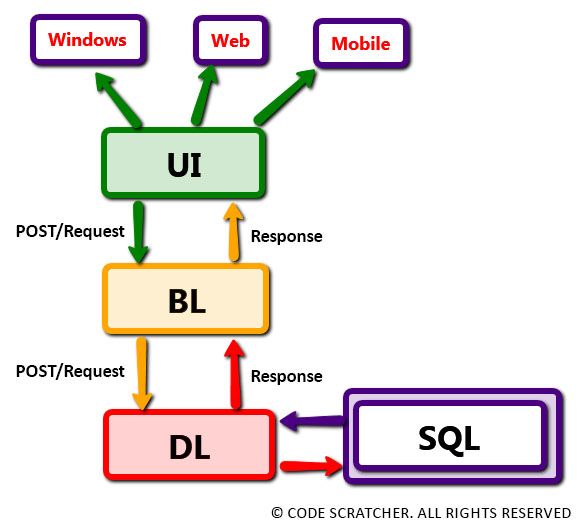 Windows
Web
Mobile
UI
POST/Request
Response
BL
POST/Request
Response
DL
SQL
© CODE SCRATCHER. ALL RIGHTS RESERVED